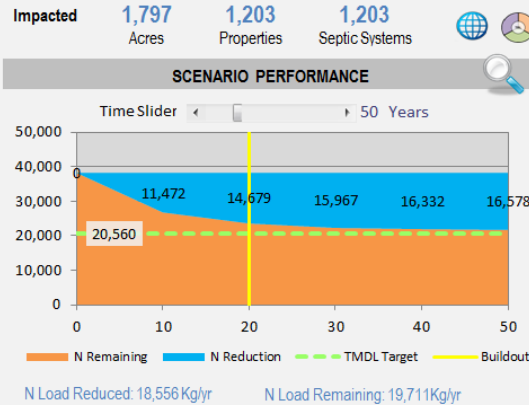 Impacted 1,797 1,203 1,203
Acres Properties Septic Systems
SCENARIO PERFORMANCE
Time Slider 50 Years
50,000
40,000
30,000
20,000
10,000
0
0 11,472 14,679 15,967 16,332 16,578
20,560
0 10 20 30 40 50
N Remaining N Reduction TMDL Target Buildout
N Load Reduced: 18,556 Kg/yr N Load Remaining: 19,711Kg/yr